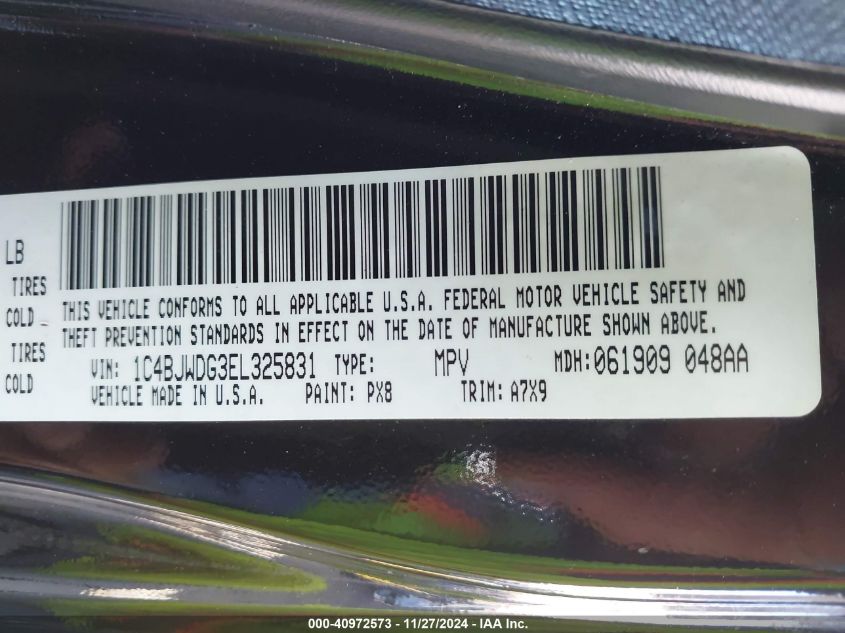 LB
TIRES
COLD
TIRES
COLD
THIS VEHICLE CONFORMS TO ALL APPLICABLE U.S.A. FEDERAL MOTOR VEHICLE SAFETY AND
THEFT PREVENTION STANDARDS IN EFFECT ON THE DATE OF MANUFACTURE SHOWN ABOVE.
VIN: 1C4BJWDG3EL325831 TYPE: MPV MDH:061909 048AA
VEHICLE MADE IN U.S.A. PAINT: PX8 TRIM: A7X9
000-40972573 - 11/27/2024 - IAA Inc.